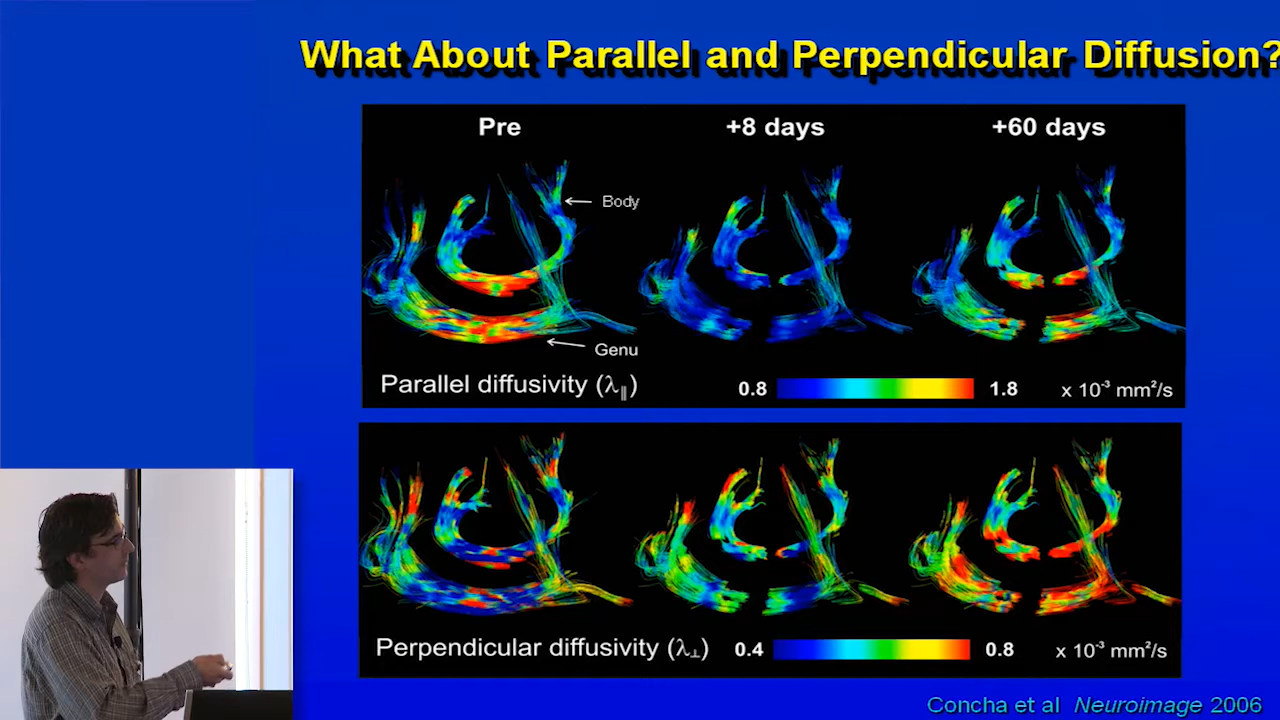 What About Parallel and Perpendicular Diffusion?
Pre +8 days +60 days
Body
Genu
Parallel diffusivity (λ∥) 0.8 1.8 x 10⁻³ mm²/s
Perpendicular diffusivity (λ⊥) 0.4 0.8 x 10⁻³ mm²/s
Concha et al Neuroimage 2006